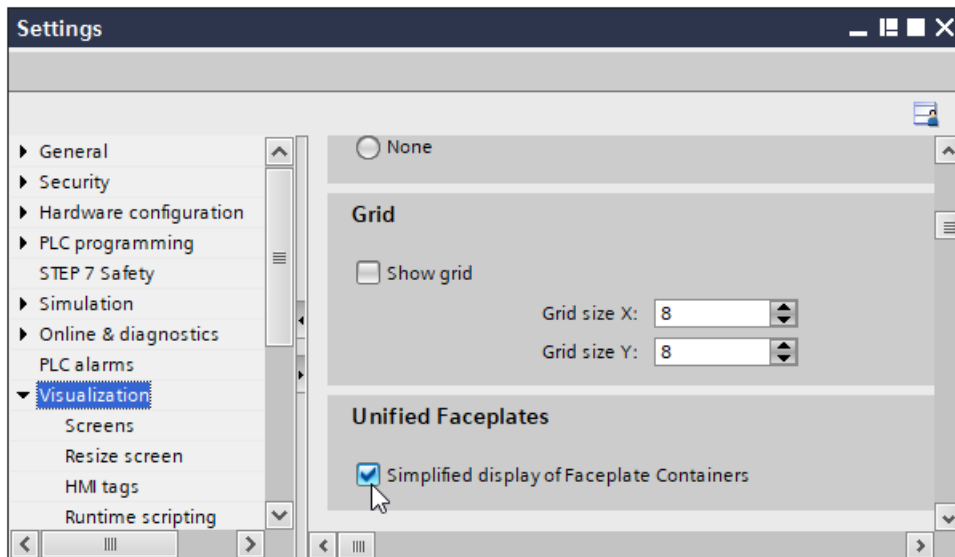 Settings
General
Security
Hardware configuration
PLC programming
STEP 7 Safety
Simulation
Online & diagnostics
PLC alarms
Visualization
Screens
Resize screen
HMI tags
Runtime scripting
None
Grid
Show grid
Grid size X: 8
Grid size Y: 8
Unified Faceplates
Simplified display of Faceplate Containers